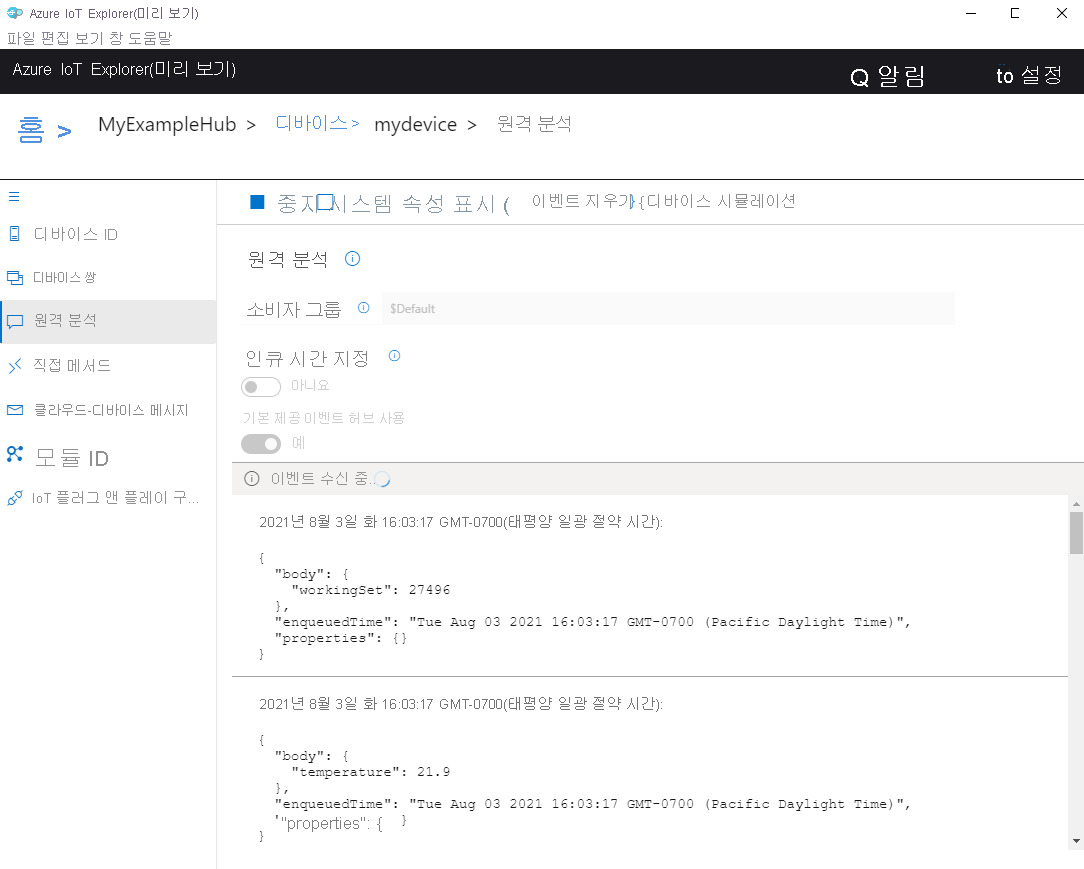 Azure IoT Explorer(미리 보기)
파일 편집 보기 창 도움말
Azure IoT Explorer(미리 보기)
Q 알림 to 설정
홈 > MyExampleHub > 디바이스 > mydevice > 원격 분석
중지 시스템 속성 표시 ( 이벤트 지우기} {디바이스 시뮬레이션
디바이스 ID
디바이스 쌍
원격 분석
직접 메서드
클라우드-디바이스 메시지
모듈 ID
IoT 플러그 앤 플레이 구...
원격 분석
소비자 그룹 $Default
인큐 시간 지정
아니요
기본 제공 이벤트 허브 사용
예
이벤트 수신 중..
2021년 8월 3일 화 16:03:17 GMT-0700(태평양 일광 절약 시간):
{
"body": {
"workingSet": 27496
},
"enqueuedTime": "Tue Aug 03 2021 16:03:17 GMT-0700 (Pacific Daylight Time)",
"properties": {}
}
2021년 8월 3일 화 16:03:17 GMT-0700(태평양 일광 절약 시간):
{
"body": {
"temperature": 21.9
},
"enqueuedTime": "Tue Aug 03 2021 16:03:17 GMT-0700 (Pacific Daylight Time)",
'"properties": { }
}